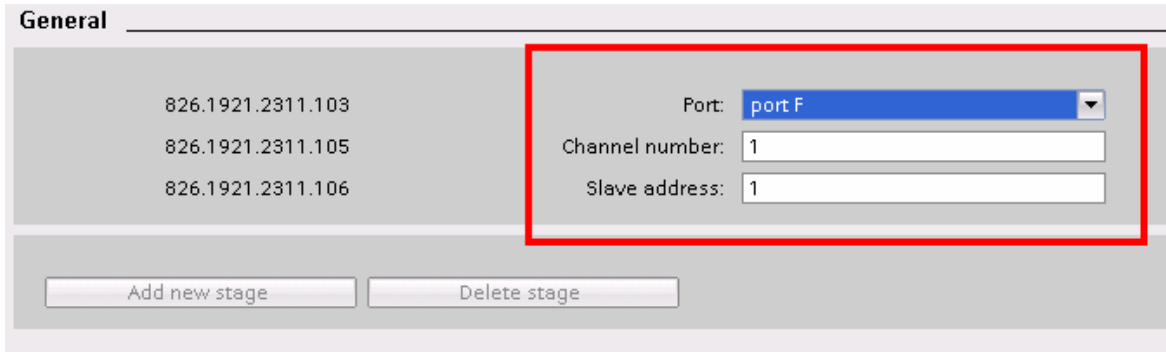 General
826.1921.2311.103 Port: port F
826.1921.2311.105 Channel number: 1
826.1921.2311.106 Slave address: 1
Add new stage Delete stage